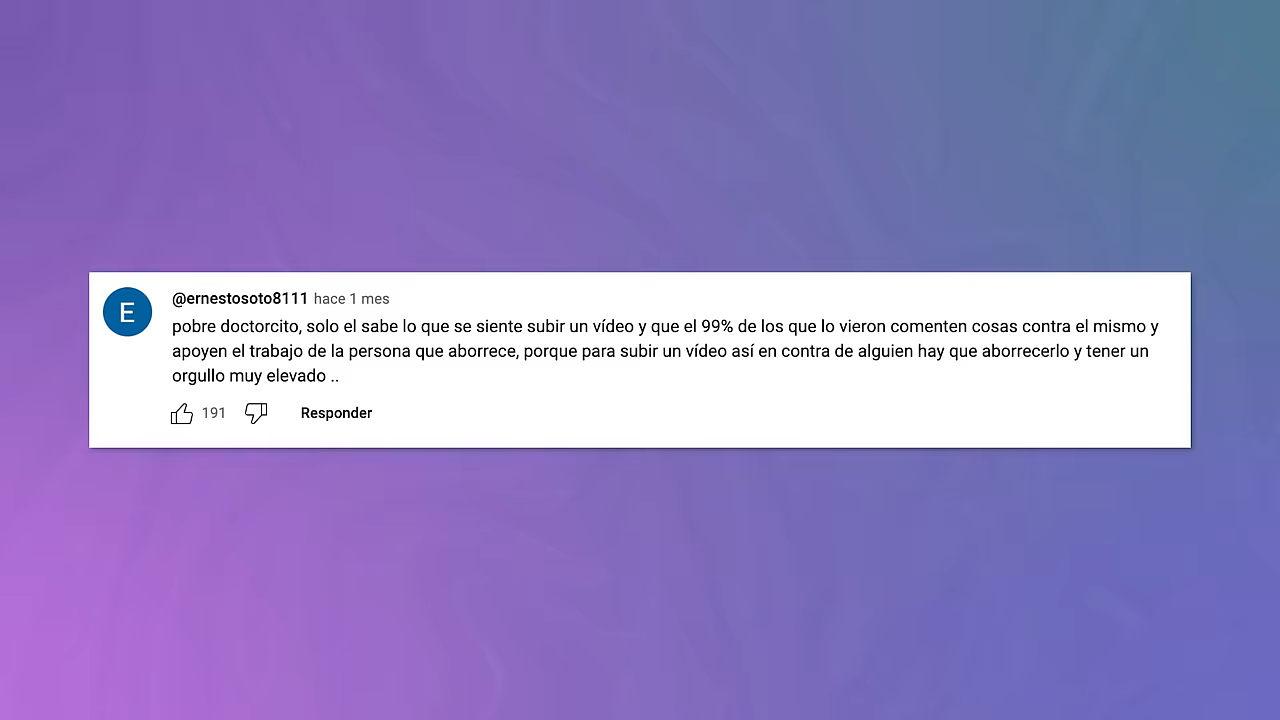 E
@ernestosoto8111 hace 1 mes
pobre doctorcito, solo el sabe lo que se siente subir un vídeo y que el 99% de los que lo vieron comenten cosas contra el mismo y
apoyen el trabajo de la persona que aborrece, porque para subir un vídeo así en contra de alguien hay que aborrecerlo y tener un
orgullo muy elevado ..
191 Responder